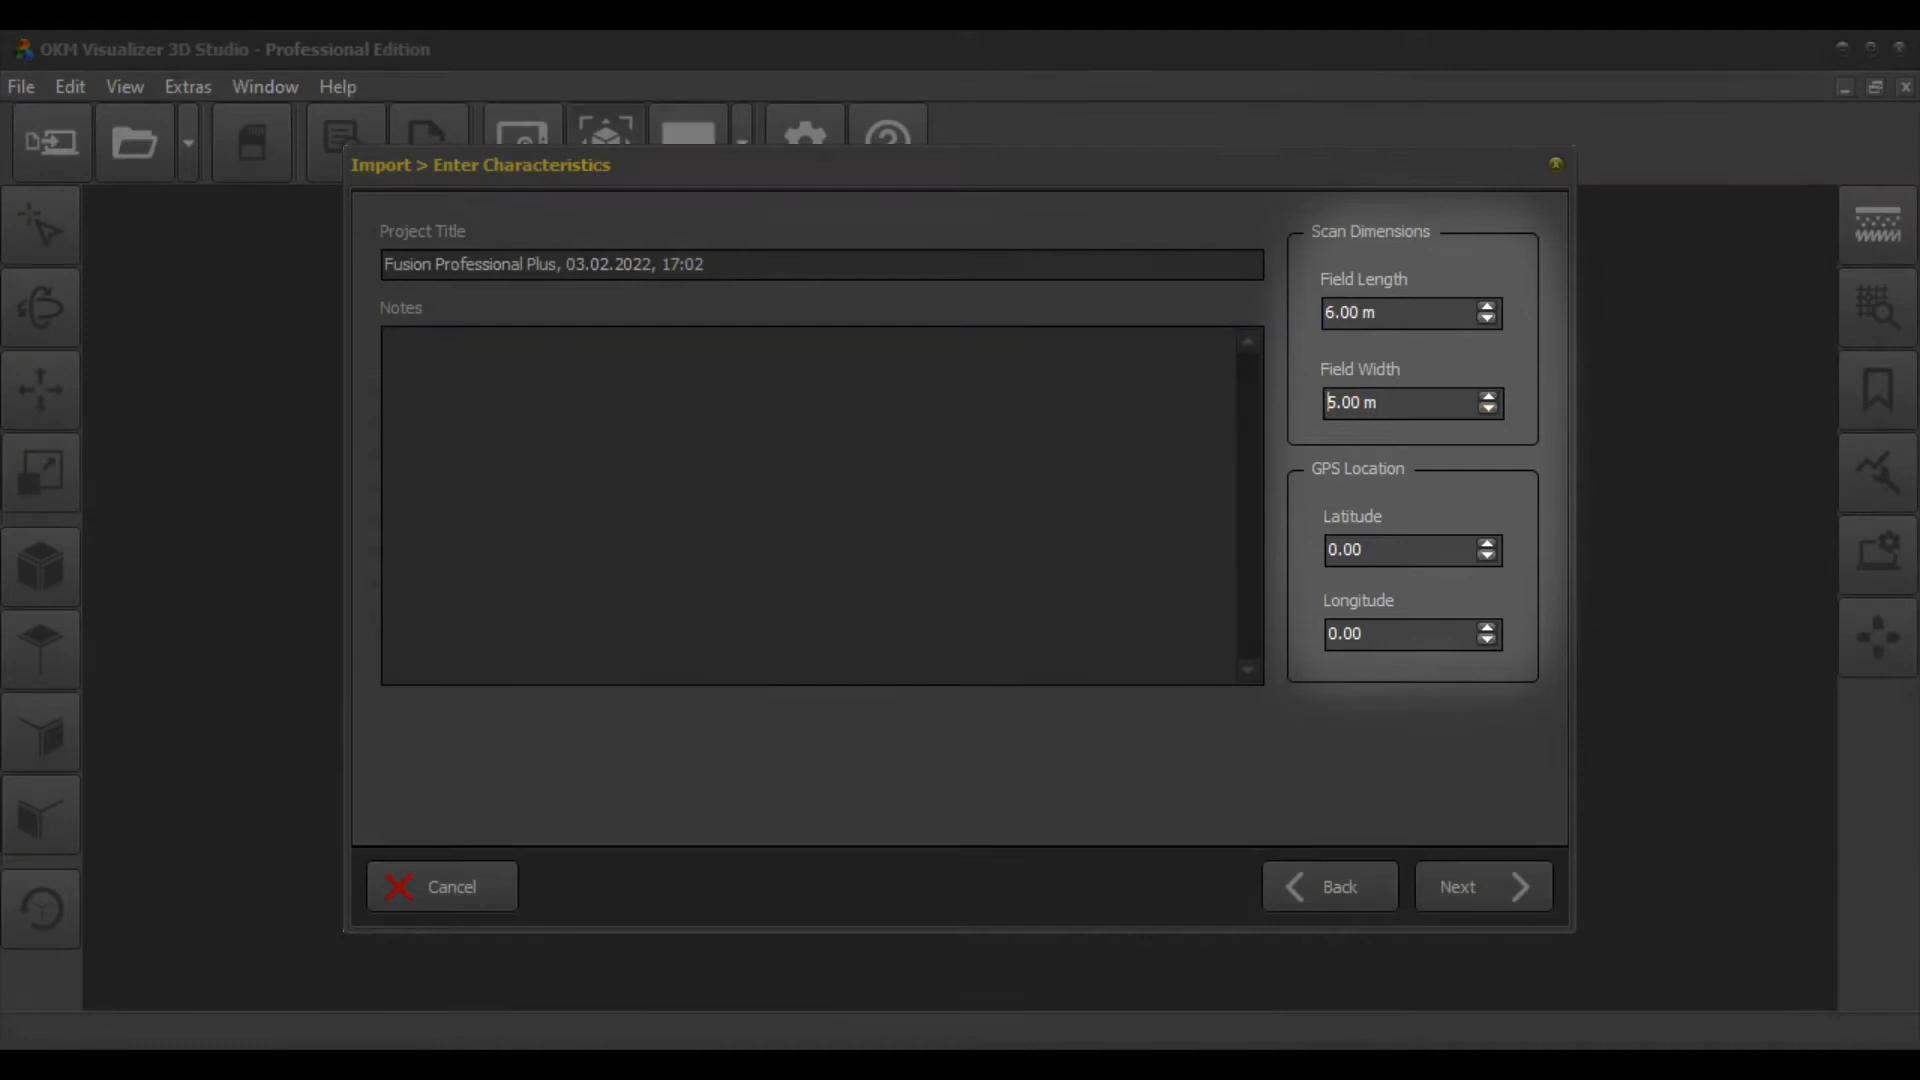 OKM Visualizer 3D Studio - Professional Edition
File Edit View Extras Window Help
Import > Enter Characteristics
Project Title
Fusion Professional Plus, 03.02.2022, 17:02
Notes
Scan Dimensions
Field Length
6.00 m
Field Width
5.00 m
GPS Location
Latitude
0.00
Longitude
0.00
Cancel
Back
Next